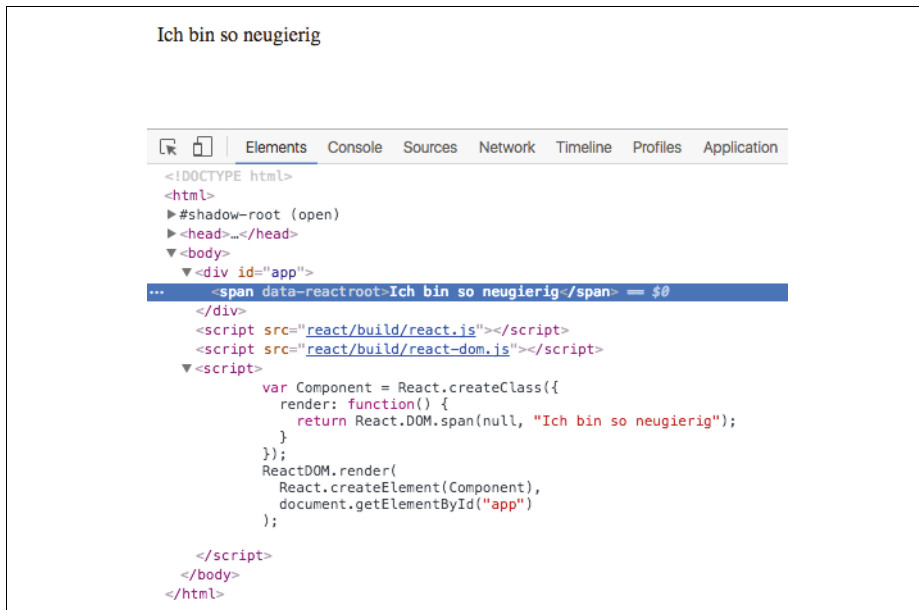 Ich bin so neugierig
Elements Console Sources Network Timeline Profiles Application
<!DOCTYPE html>
<html>
▶#shadow-root (open)
▶<head>…</head>
▼<body>
▼<div id="app">
… <span data-reactroot>Ich bin so neugierig</span> == $0
</div>
<script src="react/build/react.js"></script>
<script src="react/build/react-dom.js"></script>
▼<script>
var Component = React.createClass({
render: function() {
return React.DOM.span(null, "Ich bin so neugierig");
}
});
ReactDOM.render(
React.createElement(Component),
document.getElementById("app")
);
</script>
</body>
</html>